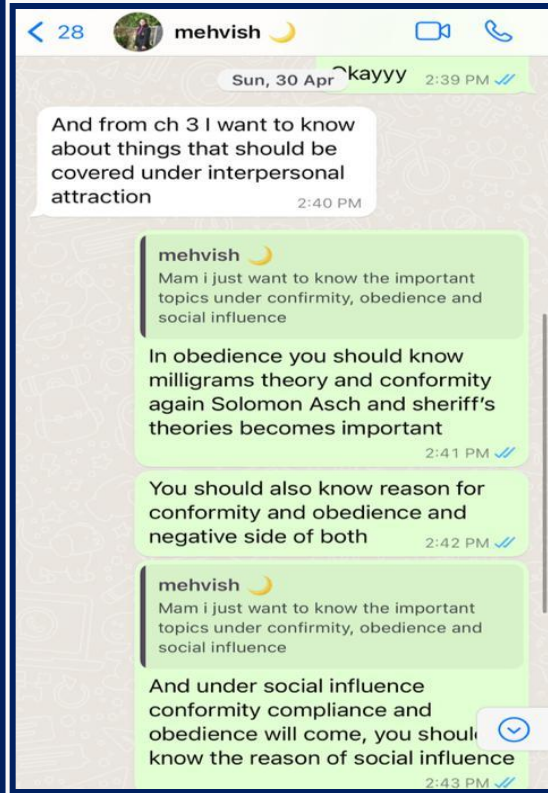 28 mehvish 🌙
Okayyy 2:39 PM
Sun, 30 Apr
And from ch 3 I want to know
about things that should be
covered under interpersonal
attraction 2:40 PM
mehvish 🌙
Mam i just want to know the important
topics under confirmity, obedience and
social influence
In obedience you should know
milligrams theory and conformity
again Solomon Asch and sheriff's
theories becomes important
2:41 PM
You should also know reason for
conformity and obedience and
negative side of both 2:42 PM
mehvish 🌙
Mam i just want to know the important
topics under confirmity, obedience and
social influence
And under social influence
conformity compliance and
obedience will come, you should
know the reason of social influence
2:43 PM